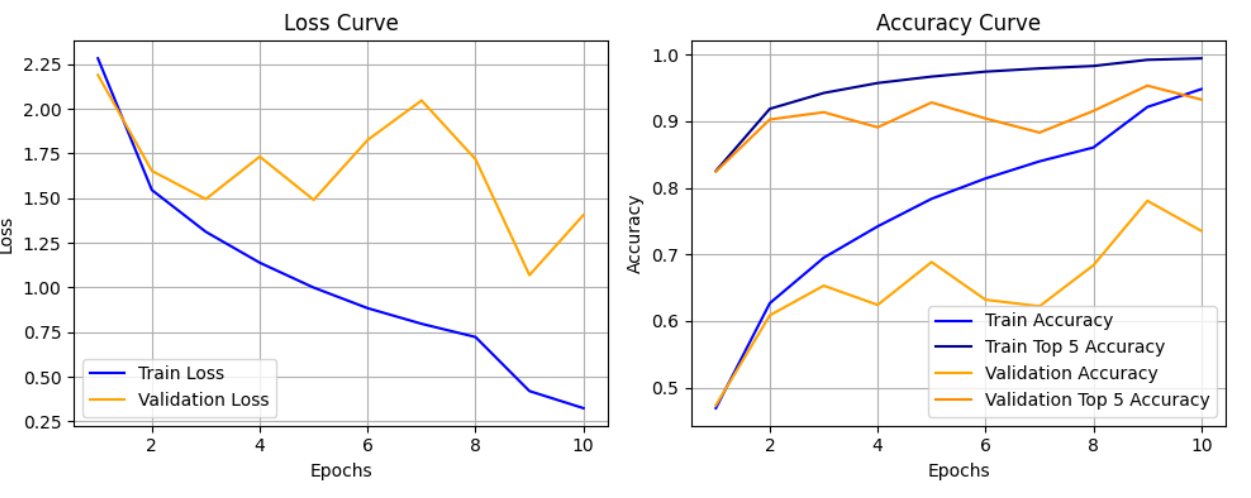 Loss Curve
2.25
2.00
1.75
1.50
1.25
1.00
0.75
0.50
0.25
Loss
Train Loss
Validation Loss
2
4
6
8
10
Epochs
Accuracy Curve
1.0
0.9
0.8
0.7
0.6
0.5
Accuracy
Train Accuracy
Train Top 5 Accuracy
Validation Accuracy
Validation Top 5 Accuracy
2
4
6
8
10
Epochs